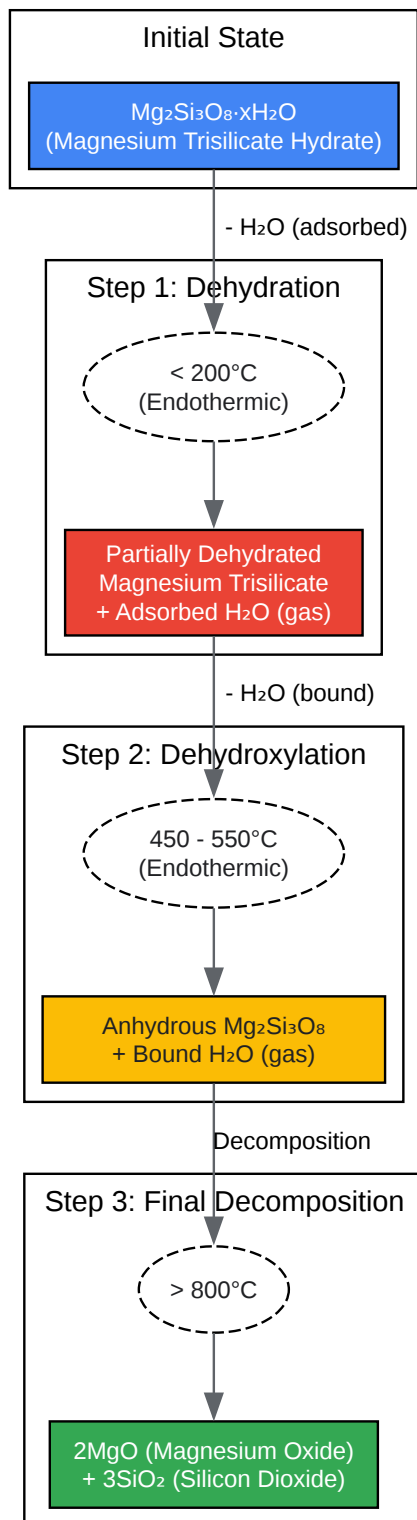 Initial State
Mg₂Si₃O₈·xH₂O
(Magnesium Trisilicate Hydrate)
- H₂O (adsorbed)
Step 1: Dehydration
< 200°C
(Endothermic)
Partially Dehydrated
Magnesium Trisilicate
+ Adsorbed H₂O (gas)
- H₂O (bound)
Step 2: Dehydroxylation
450 - 550°C
(Endothermic)
Anhydrous Mg₂Si₃O₈
+ Bound H₂O (gas)
Decomposition
Step 3: Final Decomposition
> 800°C
2MgO (Magnesium Oxide)
+ 3SiO₂ (Silicon Dioxide)